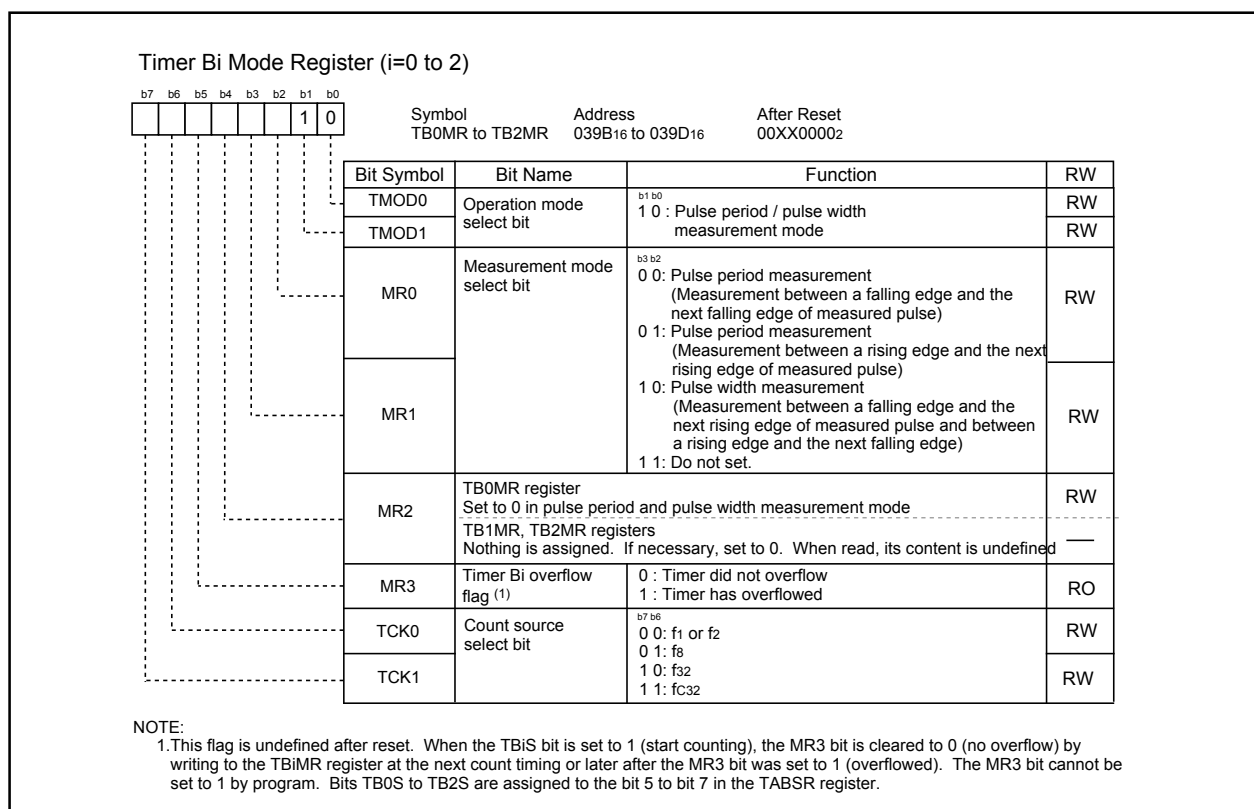 Timer Bi Mode Register (i=0 to 2)
b7 b6 b5 b4 b3 b2 b1 b0
1 0
Symbol Address After Reset
TB0MR to TB2MR 039B16 to 039D16 00XX00002
Bit Symbol Bit Name Function RW
TMOD0 Operation mode select bit b1 b0 RW
1 0 : Pulse period / pulse width
TMOD1 measurement mode RW
MR0 Measurement mode select bit b3 b2 RW
0 0: Pulse period measurement
(Measurement between a falling edge and the
next falling edge of measured pulse)
0 1: Pulse period measurement
(Measurement between a rising edge and the next
rising edge of measured pulse)
MR1 1 0: Pulse width measurement RW
(Measurement between a falling edge and the
next rising edge of measured pulse and between
a rising edge and the next falling edge)
1 1: Do not set.
MR2 TB0MR register RW
Set to 0 in pulse period and pulse width measurement mode
TB1MR, TB2MR registers
Nothing is assigned. If necessary, set to 0. When read, its content is undefined —
MR3 Timer Bi overflow flag (1) 0 : Timer did not overflow RO
1 : Timer has overflowed
TCK0 Count source select bit b7 b6 RW
0 0: f1 or f2
0 1: f8
TCK1 1 0: f32 RW
1 1: fC32
NOTE:
1.This flag is undefined after reset. When the TBiS bit is set to 1 (start counting), the MR3 bit is cleared to 0 (no overflow) by
writing to the TBiMR register at the next count timing or later after the MR3 bit was set to 1 (overflowed). The MR3 bit cannot be
set to 1 by program. Bits TB0S to TB2S are assigned to the bit 5 to bit 7 in the TABSR register.